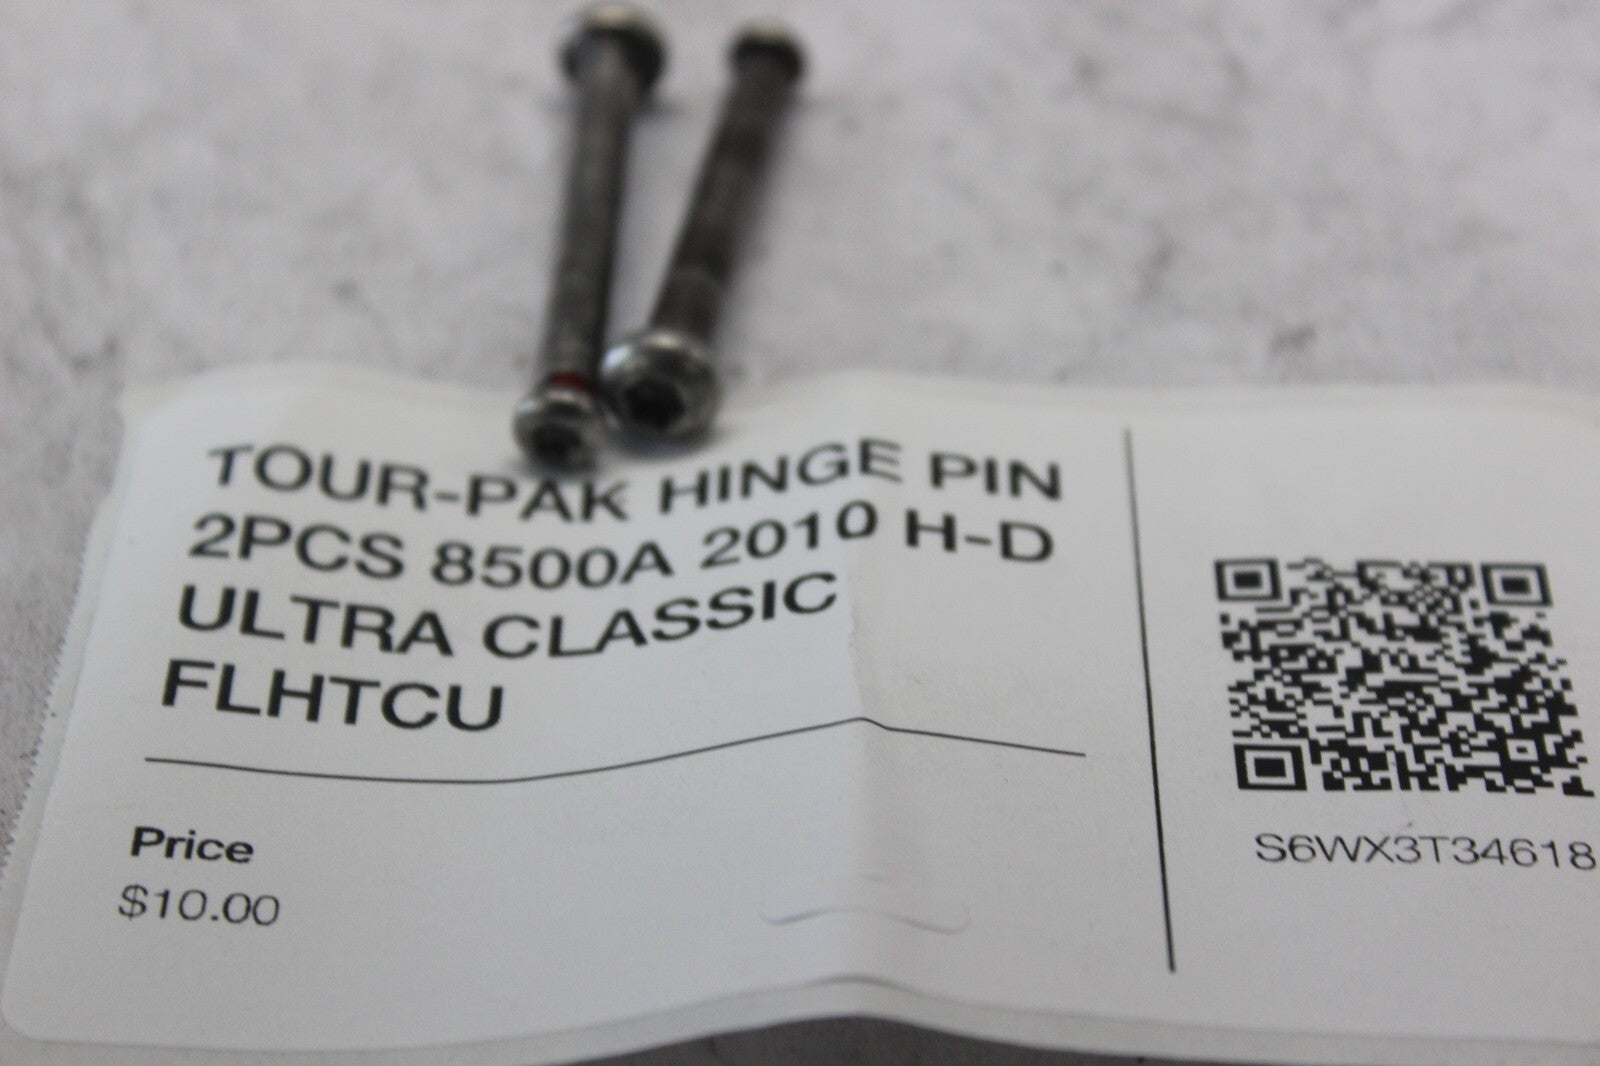 TOUR-PAK HINGE PIN
2PCS 8500A 2010 H-D
ULTRA CLASSIC
FLHTCU
Price
$10.00
S6WX3T34618